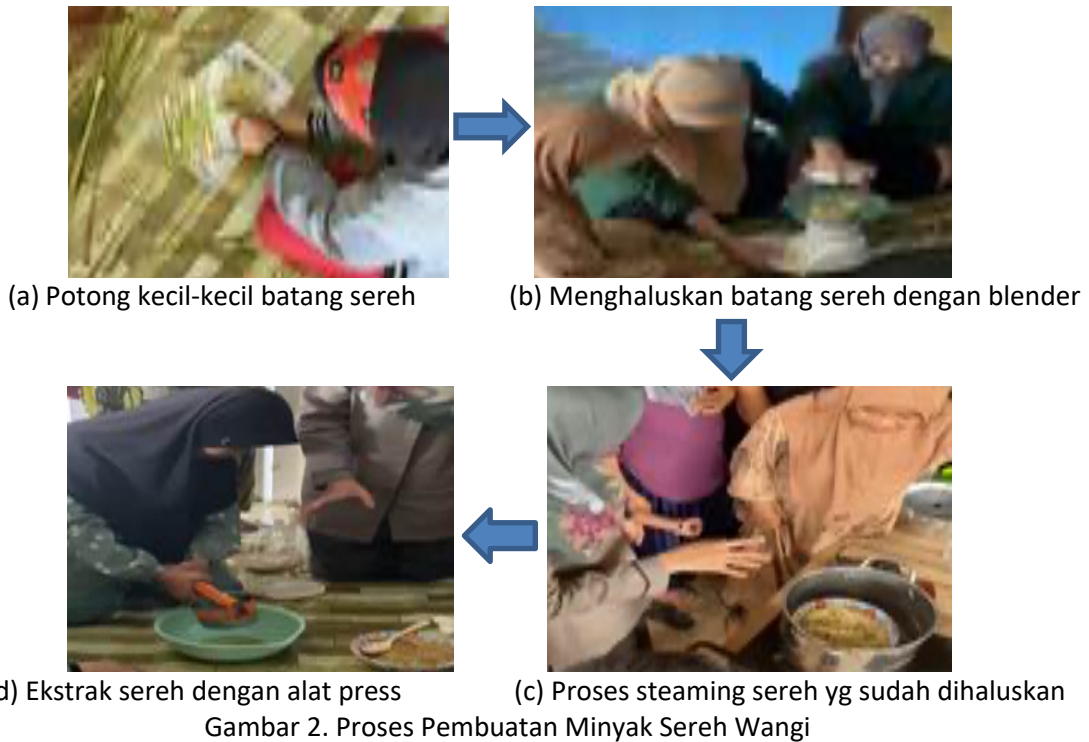 (a) Potong kecil-kecil batang sereh
(b) Menghaluskan batang sereh dengan blender
d) Ekstrak sereh dengan alat press
(c) Proses steaming sereh yg sudah dihaluskan
Gambar 2. Proses Pembuatan Minyak Sereh Wangi